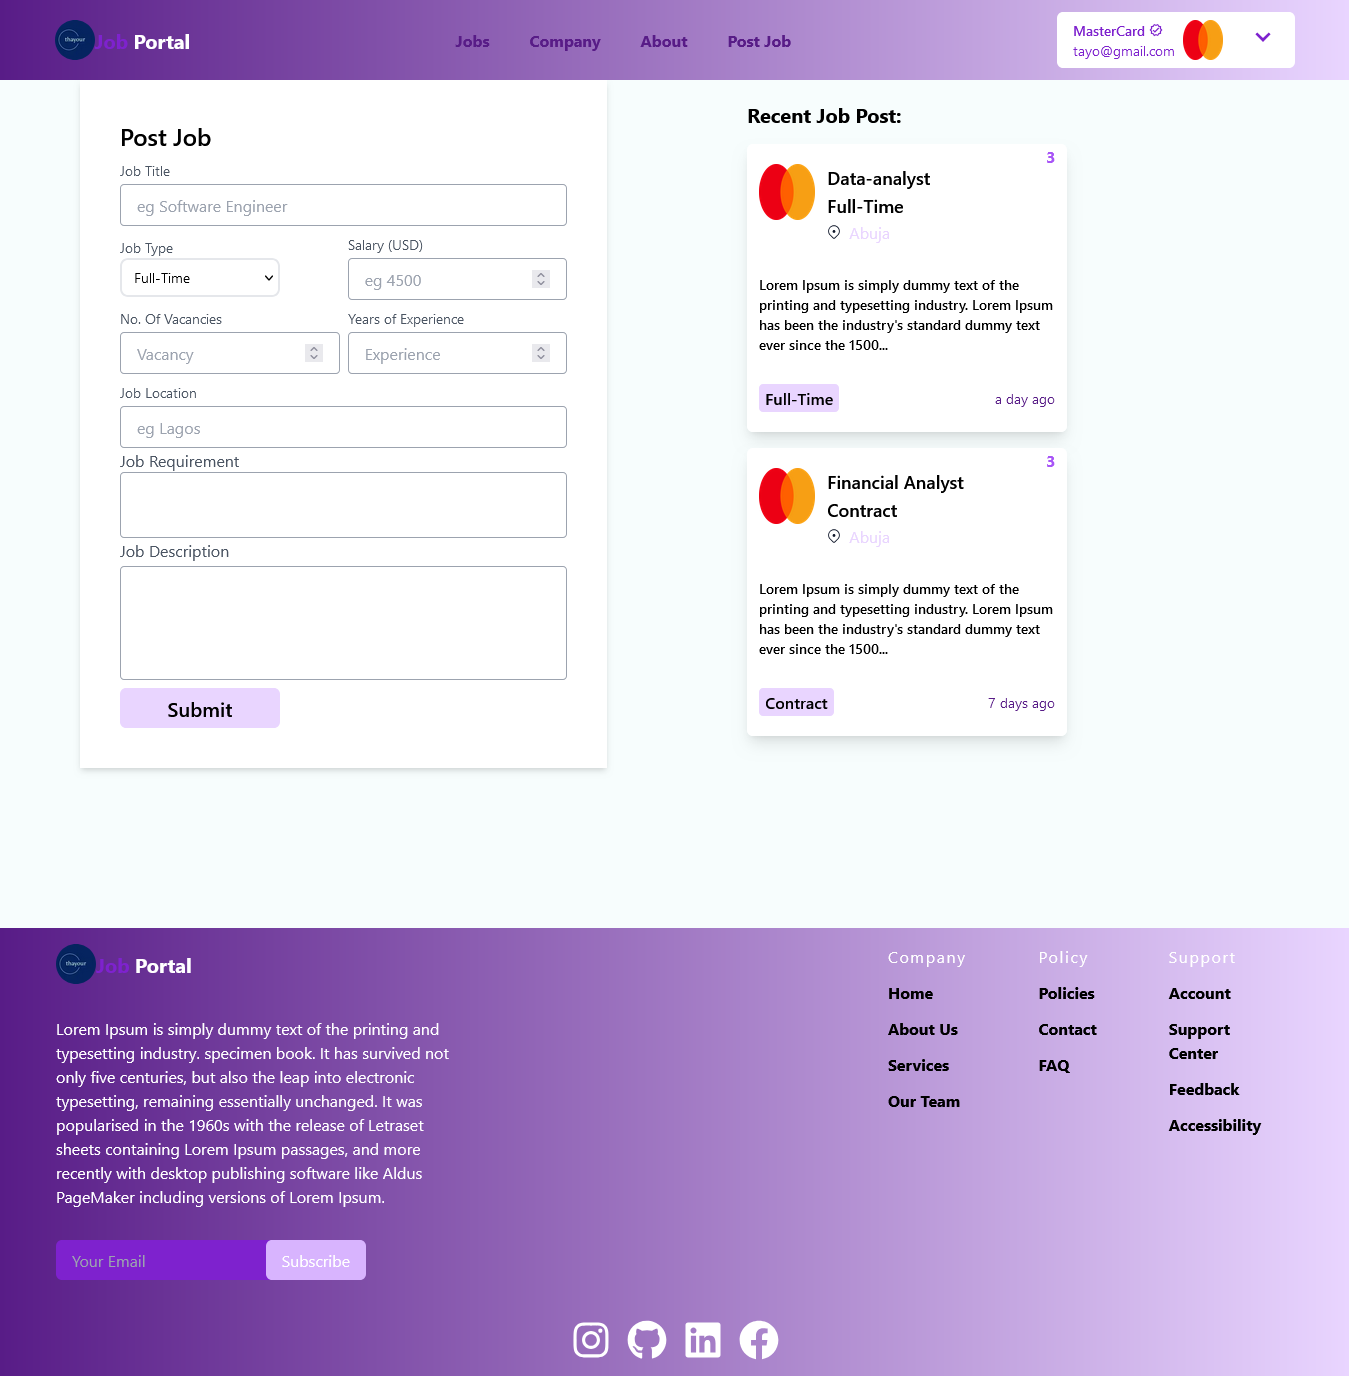 thayour
Job Portal
Jobs
Company
About
Post Job
MasterCard
tayo@gmail.com
Post Job
Job Title
eg Software Engineer
Job Type
Full-Time
Salary (USD)
eg 4500
No. Of Vacancies
Vacancy
Years of Experience
Experience
Job Location
eg Lagos
Job Requirement
Job Description
Submit
Recent Job Post:
3
Data-analyst
Full-Time
Abuja
Lorem Ipsum is simply dummy text of the
printing and typesetting industry. Lorem Ipsum
has been the industry's standard dummy text
ever since the 1500...
Full-Time
a day ago
3
Financial Analyst
Contract
Abuja
Lorem Ipsum is simply dummy text of the
printing and typesetting industry. Lorem Ipsum
has been the industry's standard dummy text
ever since the 1500...
Contract
7 days ago
thayour
Job Portal
Lorem Ipsum is simply dummy text of the printing and
typesetting industry. specimen book. It has survived not
only five centuries, but also the leap into electronic
typesetting, remaining essentially unchanged. It was
popularised in the 1960s with the release of Letraset
sheets containing Lorem Ipsum passages, and more
recently with desktop publishing software like Aldus
PageMaker including versions of Lorem Ipsum.
Your Email
Subscribe
Company
Home
About Us
Services
Our Team
Policy
Policies
Contact
FAQ
Support
Account
Support
Center
Feedback
Accessibility